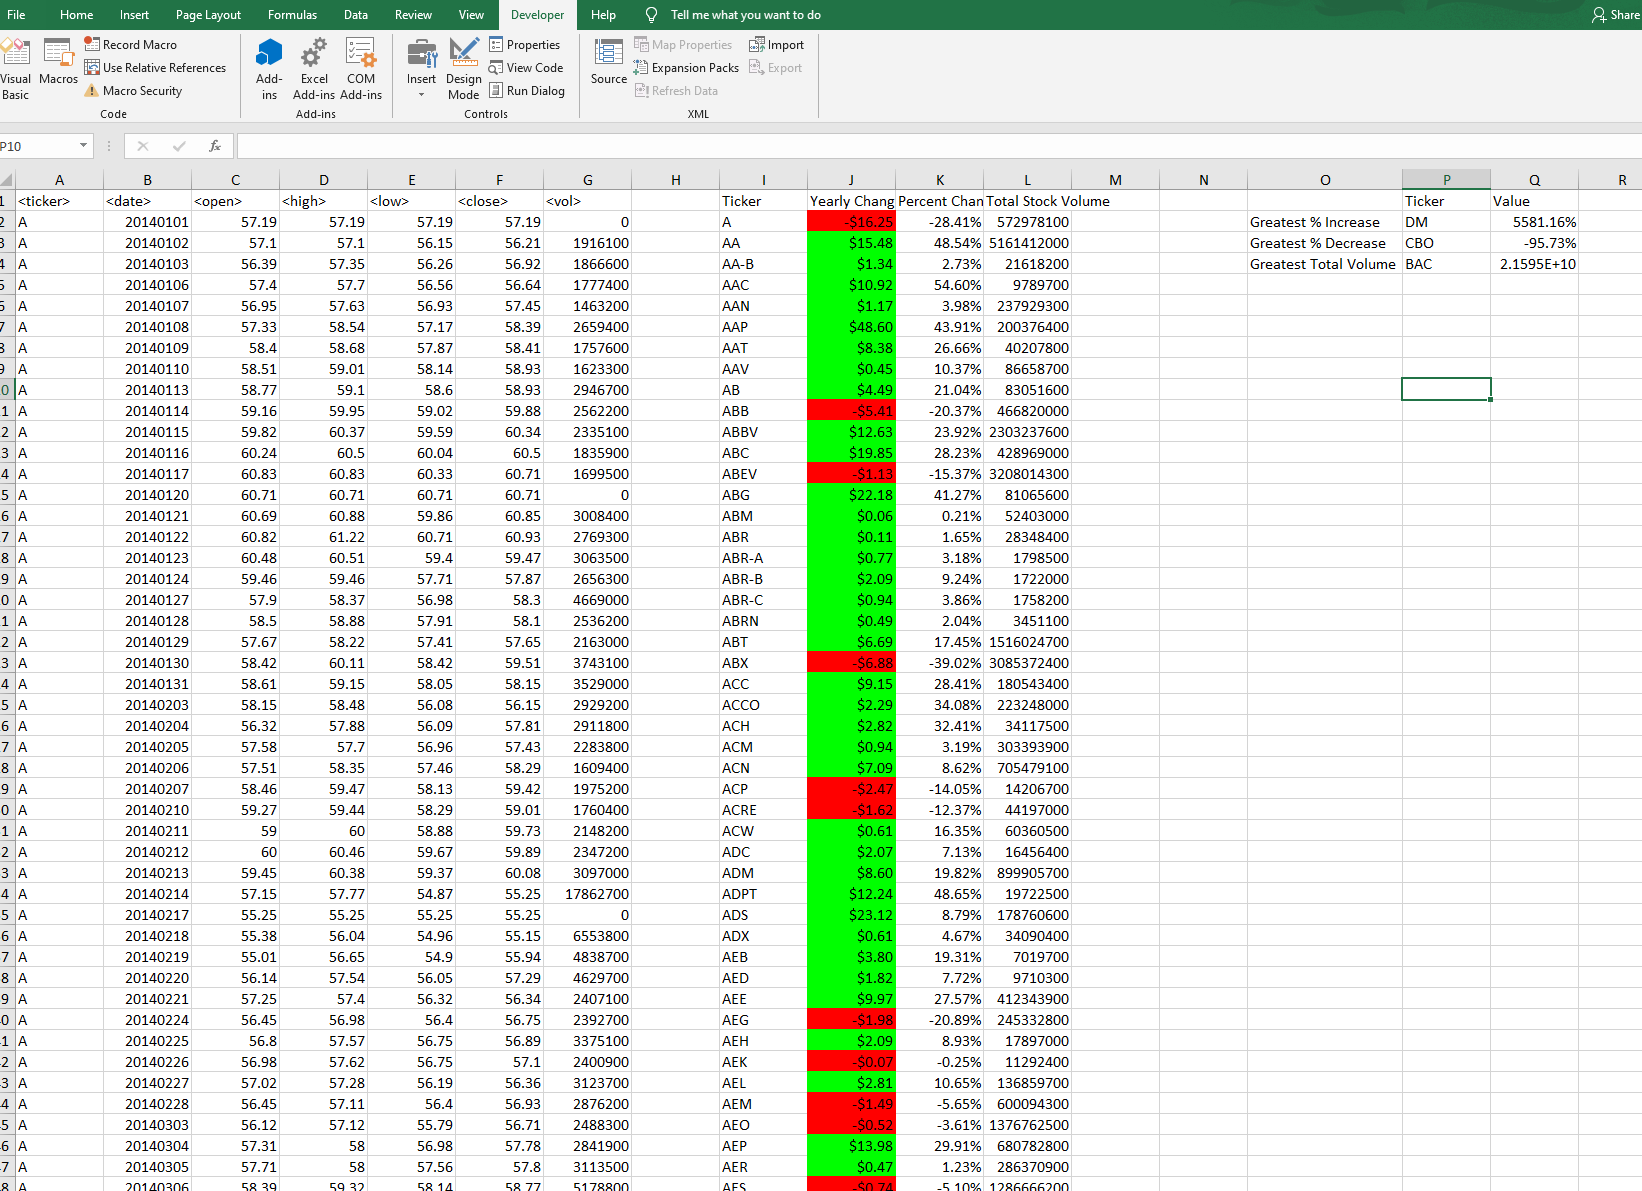 File Home Insert Page Layout Formulas Data Review View Developer Help Tell me what you want to do Share
Visual Basic Macros Record Macro Use Relative References Macro Security Code
Add-ins Excel Add-ins COM Add-ins Add-ins
Insert Design Mode Properties View Code Run Dialog Controls
Source Map Properties Expansion Packs Refresh Data Import Export XML
P10 fx
A B C D E F G H I J K L M N O P Q R
1 <ticker> <date> <open> <high> <low> <close> <vol> Ticker Yearly Chang Percent Chan Total Stock Volume Ticker Value
2 A 20140101 57.19 57.19 57.19 57.19 0 A -$16.25 -28.41% 572978100 Greatest % Increase DM 5581.16%
3 A 20140102 57.1 57.1 56.15 56.21 1916100 AA $15.48 48.54% 5161412000 Greatest % Decrease CBO -95.73%
4 A 20140103 56.39 57.35 56.26 56.92 1866600 AA-B $1.34 2.73% 21618200 Greatest Total Volume BAC 2.1595E+10
5 A 20140106 57.4 57.7 56.56 56.64 1777400 AAC $10.92 54.60% 9789700
6 A 20140107 56.95 57.63 56.93 57.45 1463200 AAN $1.17 3.98% 237929300
7 A 20140108 57.33 58.54 57.17 58.39 2659400 AAP $48.60 43.91% 200376400
8 A 20140109 58.4 58.68 57.87 58.41 1757600 AAT $8.38 26.66% 40207800
9 A 20140110 58.51 59.01 58.14 58.93 1623300 AAV $0.45 10.37% 86658700
0 A 20140113 58.77 59.1 58.6 58.93 2946700 AB $4.49 21.04% 83051600
1 A 20140114 59.16 59.95 59.02 59.88 2562200 ABB -$5.41 -20.37% 466820000
2 A 20140115 59.82 60.37 59.59 60.34 2335100 ABBV $12.63 23.92% 2303237600
3 A 20140116 60.24 60.5 60.04 60.5 1835900 ABC $19.85 28.23% 428969000
4 A 20140117 60.83 60.83 60.33 60.71 1699500 ABEV -$1.13 -15.37% 3208014300
5 A 20140120 60.71 60.71 60.71 60.71 0 ABG $22.18 41.27% 81065600
6 A 20140121 60.69 60.88 59.86 60.85 3008400 ABM $0.06 0.21% 52403000
7 A 20140122 60.82 61.22 60.71 60.93 2769300 ABR $0.11 1.65% 28348400
8 A 20140123 60.48 60.51 59.4 59.47 3063500 ABR-A $0.77 3.18% 1798500
9 A 20140124 59.46 59.46 57.71 57.87 2656300 ABR-B $2.09 9.24% 1722000
0 A 20140127 57.9 58.37 56.98 58.3 4669000 ABR-C $0.94 3.86% 1758200
1 A 20140128 58.5 58.88 57.91 58.1 2536200 ABRN $0.49 2.04% 3451100
2 A 20140129 57.67 58.22 57.41 57.65 2163000 ABT $6.69 17.45% 1516024700
3 A 20140130 58.42 60.11 58.42 59.51 3743100 ABX -$6.88 -39.02% 3085372400
4 A 20140131 58.61 59.15 58.05 58.15 3529000 ACC $9.15 28.41% 180543400
5 A 20140203 58.15 58.48 56.08 56.15 2929200 ACCO $2.29 34.08% 223248000
6 A 20140204 56.32 57.88 56.09 57.81 2911800 ACH $2.82 32.41% 34117500
7 A 20140205 57.58 57.7 56.96 57.43 2283800 ACM $0.94 3.19% 303393900
8 A 20140206 57.51 58.35 57.46 58.29 1609400 ACN $7.09 8.62% 705479100
9 A 20140207 58.46 59.47 58.13 59.42 1975200 ACP -$2.47 -14.05% 14206700
0 A 20140210 59.27 59.44 58.29 59.01 1760400 ACRE -$1.62 -12.37% 44197000
1 A 20140211 59 60 58.88 59.73 2148200 ACW $0.61 16.35% 60360500
2 A 20140212 60 60.46 59.67 59.89 2347200 ADC $2.07 7.13% 16456400
3 A 20140213 59.45 60.38 59.37 60.08 3097000 ADM $8.60 19.82% 899905700
4 A 20140214 57.15 57.77 54.87 55.25 17862700 ADPT $12.24 48.65% 19722500
5 A 20140217 55.25 55.25 55.25 55.25 0 ADS $23.12 8.79% 178760600
6 A 20140218 55.38 56.04 54.96 55.15 6553800 ADX $0.61 4.67% 34090400
7 A 20140219 55.01 56.65 54.9 55.94 4838700 AEB $3.80 19.31% 7019700
8 A 20140220 56.14 57.54 56.05 57.29 4629700 AED $1.82 7.72% 9710300
9 A 20140221 57.25 57.4 56.32 56.34 2407100 AEE $9.97 27.57% 412343900
0 A 20140224 56.45 56.98 56.4 56.75 2392700 AEG -$1.98 -20.89% 245332800
1 A 20140225 56.8 57.57 56.75 56.89 3375100 AEH $2.09 8.93% 17897000
2 A 20140226 56.98 57.62 56.75 57.1 2400900 AEK -$0.07 -0.25% 11292400
3 A 20140227 57.02 57.28 56.19 56.36 3123700 AEL $2.81 10.65% 136859700
4 A 20140228 56.45 57.11 56.4 56.93 2876200 AEM -$1.49 -5.65% 600094300
5 A 20140303 56.12 57.12 55.79 56.71 2488300 AEO -$0.52 -3.61% 1376762500
6 A 20140304 57.31 58 56.98 57.78 2841900 AEP $13.98 29.91% 680782800
7 A 20140305 57.71 58 57.56 57.8 3113500 AER $0.47 1.23% 286370900
8 A 20140306 58.39 59.32 58.14 58.77 5178800 AES -$0.74 -5.10% 1286666200